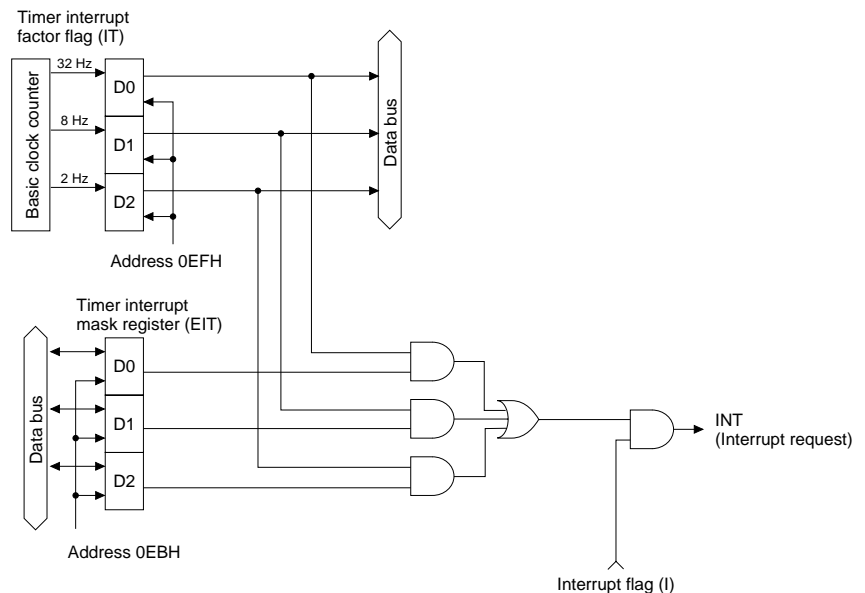 Timer interrupt
factor flag (IT)
Basic clock counter
32 Hz
8 Hz
2 Hz
D0
D1
D2
Data bus
Address 0EFH
Timer interrupt
mask register (EIT)
Data bus
D0
D1
D2
Address 0EBH
INT
(Interrupt request)
Interrupt flag (I)